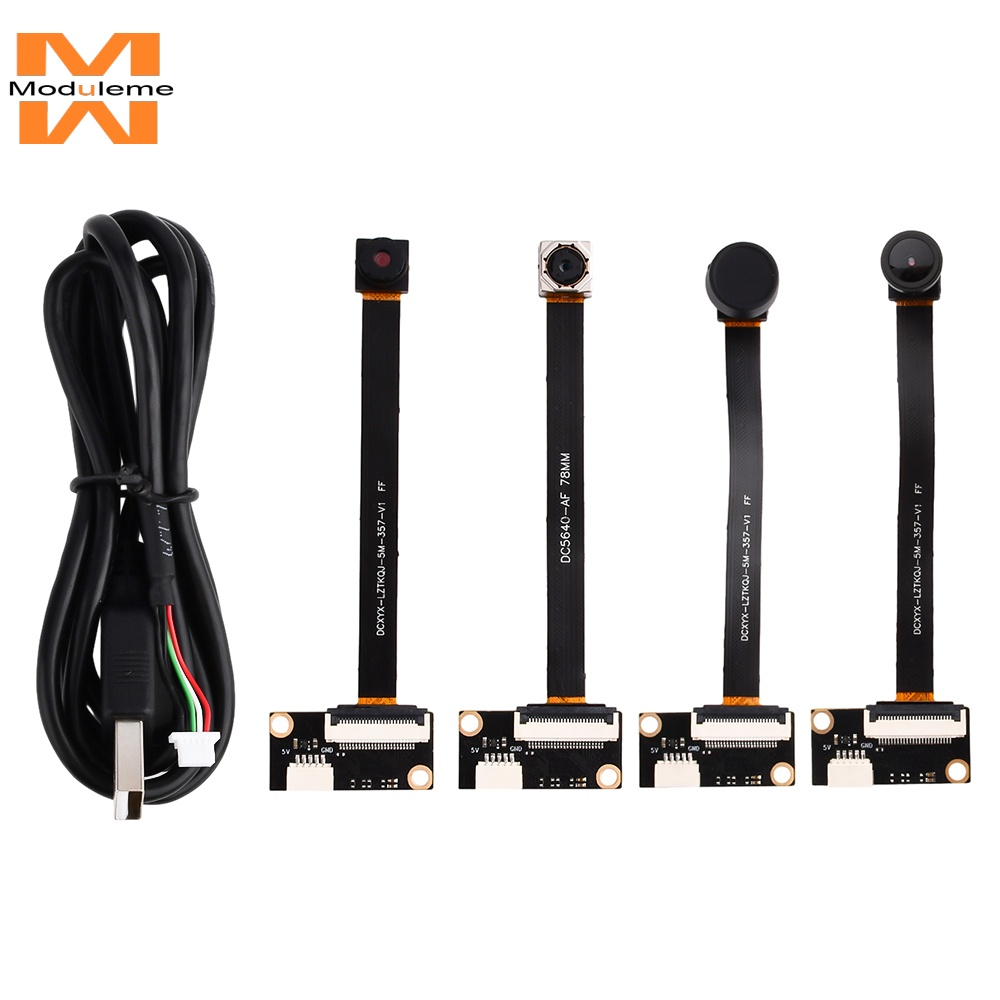 Moduleme
DCXYX-LZTKQJ-5M-357-V1 FF
DC5640-AF 78MM
DCXYX-LZTKQJ-5M-357-V1 FF
DCXYX-LZTKQJ-5M-357-V1 FF
5V GND
5V GND
5V GND
5V GND